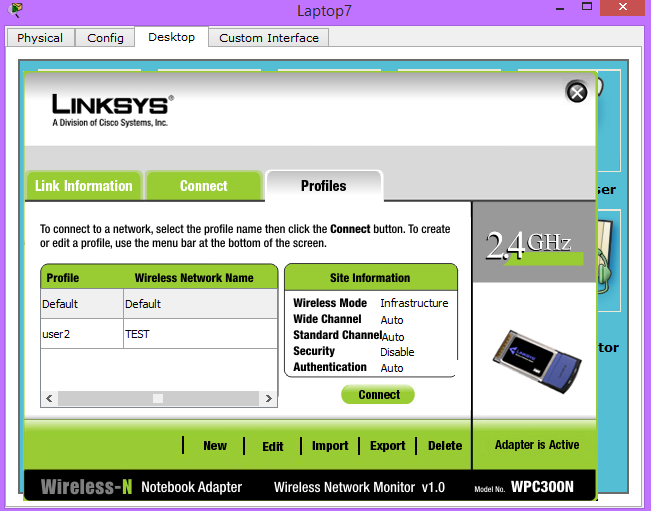 Laptop7
Physical Config Desktop Custom Interface
LINKSYS®
A Division of Cisco Systems, Inc.
Link Information Connect Profiles
To connect to a network, select the profile name then click the Connect button. To create
or edit a profile, use the menu bar at the bottom of the screen.
2.4GHz
Profile Wireless Network Name
Default Default
user2 TEST
Site Information
Wireless Mode Infrastructure
Wide Channel Auto
Standard Channel Auto
Security Disable
Authentication Auto
Connect
ser
tor
New Edit Import Export Delete
Adapter is Active
Wireless-N Notebook Adapter Wireless Network Monitor v1.0 Model No. WPC300N